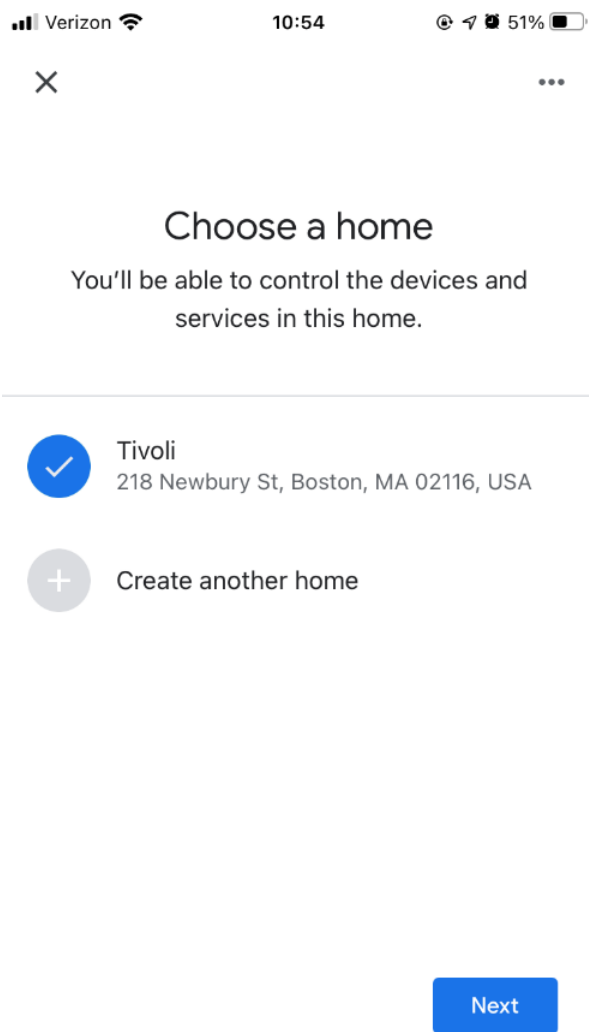 Verizon 10:54 51%
Choose a home
You'll be able to control the devices and
services in this home.
Tivoli
218 Newbury St, Boston, MA 02116, USA
Create another home
Next